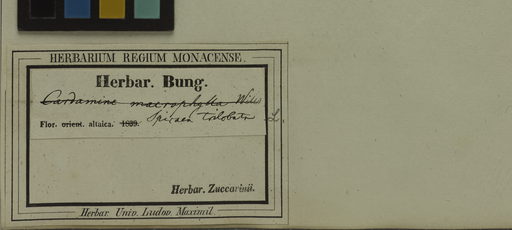 HERBARIUM REGIUM MONACENSE.
Herbar. Bung.
Cardamine macrophylla Willd
Spiraea trilobata L.
Flor. orient. altaica. 1839.
Herbar. Zuccarinii.
Herbar. Univ. Ludov. Maximil.